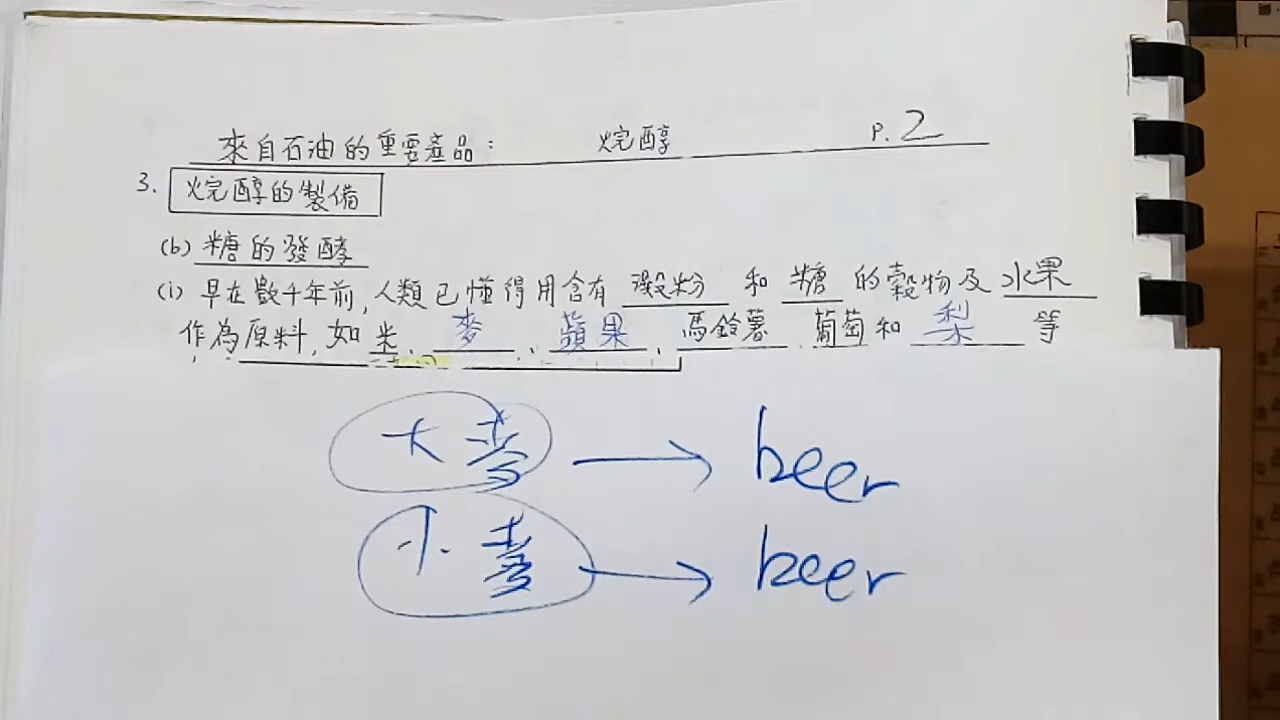 來自石油的重要產品： 烷醇 P.2
3. 烷醇的製備
(b) 糖的發酵
(i) 早在數千年前,人類已懂得用含有 澱粉 和 糖 的穀物及 水果
作為原料,如 米、麥、蘋果、馬鈴薯、葡萄和 梨 等
大麥 → beer
小麥 → beer